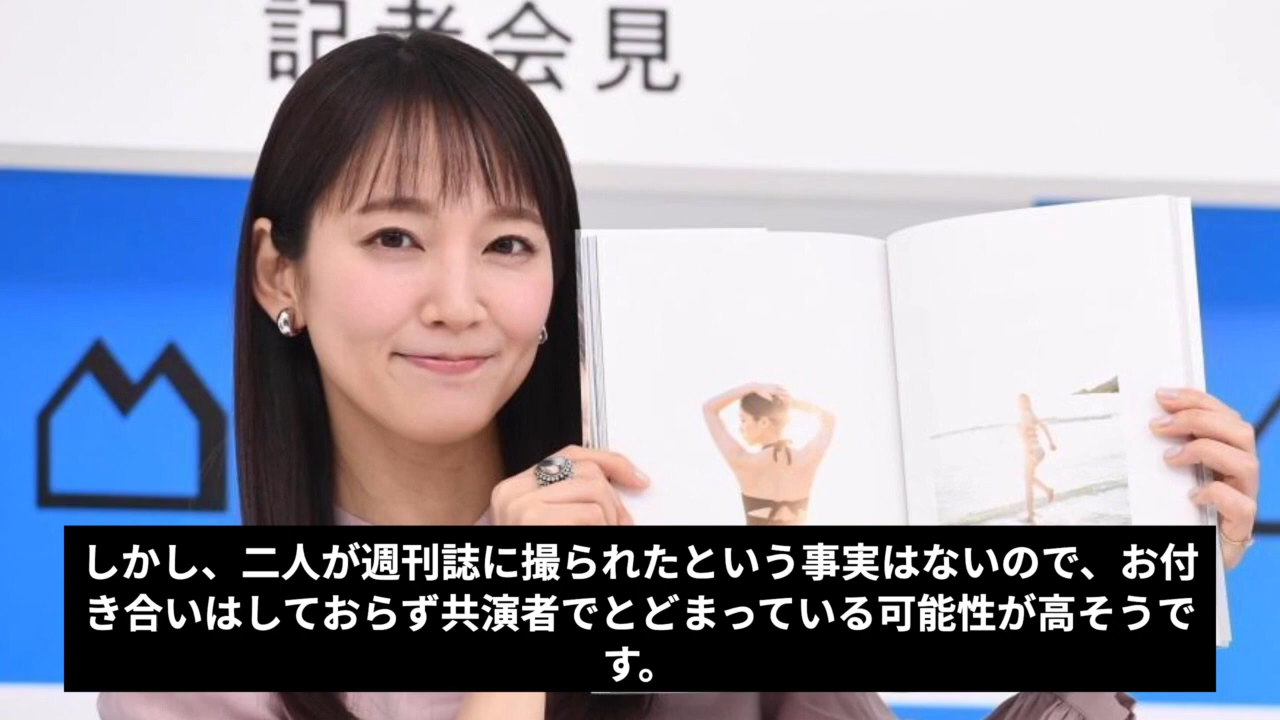 記者会見
しかし、二人が週刊誌に撮られたという事実はないので、お付
き合いはしておらず共演者でとどまっている可能性が高そうで
す。